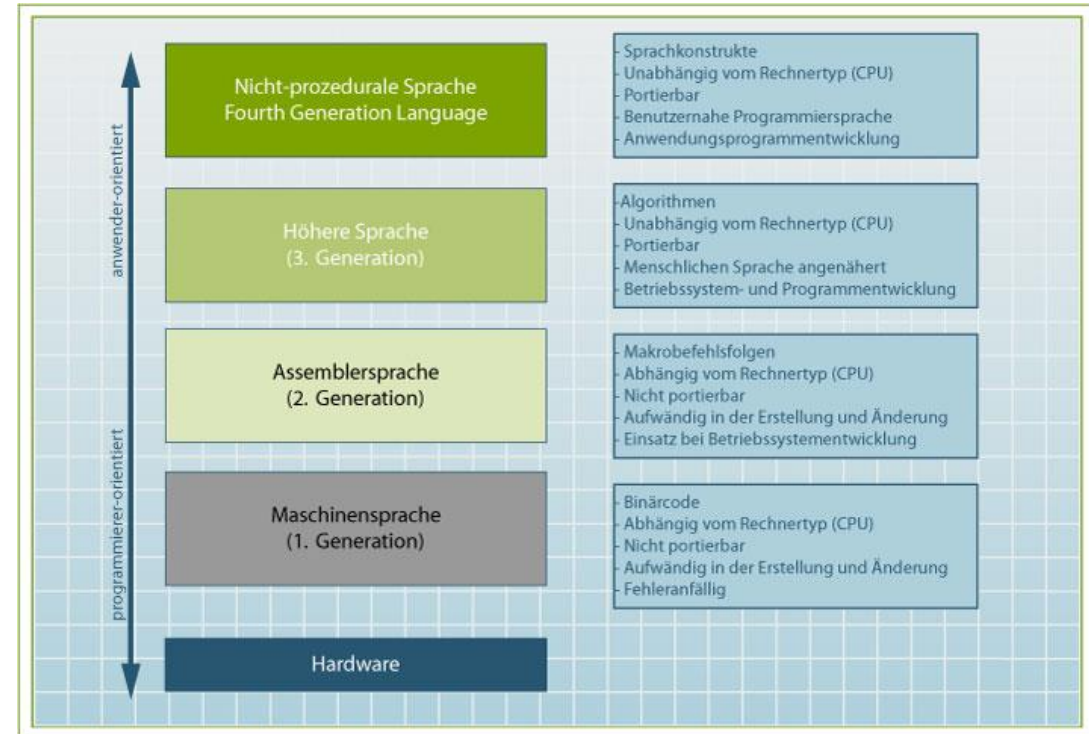 anwender-orientiert
programmierer-orientiert
Nicht-prozedurale Sprache
Fourth Generation Language
- Sprachkonstrukte
- Unabhängig vom Rechnertyp (CPU)
- Portierbar
- Benutzernahe Programmiersprache
- Anwendungsprogrammentwicklung
Höhere Sprache
(3. Generation)
-Algorithmen
- Unabhängig vom Rechnertyp (CPU)
- Portierbar
- Menschlichen Sprache angenähert
- Betriebssystem- und Programmentwicklung
Assemblersprache
(2. Generation)
- Makrobefehlsfolgen
- Abhängig vom Rechnertyp (CPU)
- Nicht portierbar
- Aufwändig in der Erstellung und Änderung
- Einsatz bei Betriebssystementwicklung
Maschinensprache
(1. Generation)
- Binärcode
- Abhängig vom Rechnertyp (CPU)
- Nicht portierbar
- Aufwändig in der Erstellung und Änderung
- Fehleranfällig
Hardware